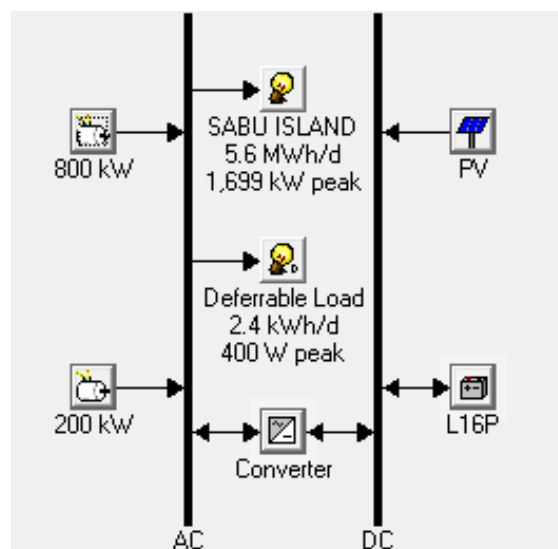 SABU ISLAND
5.6 MWh/d
1,699 kW peak
800 kW
PV
Deferrable Load
2.4 kWh/d
400 W peak
200 kW
L16P
Converter
AC
DC